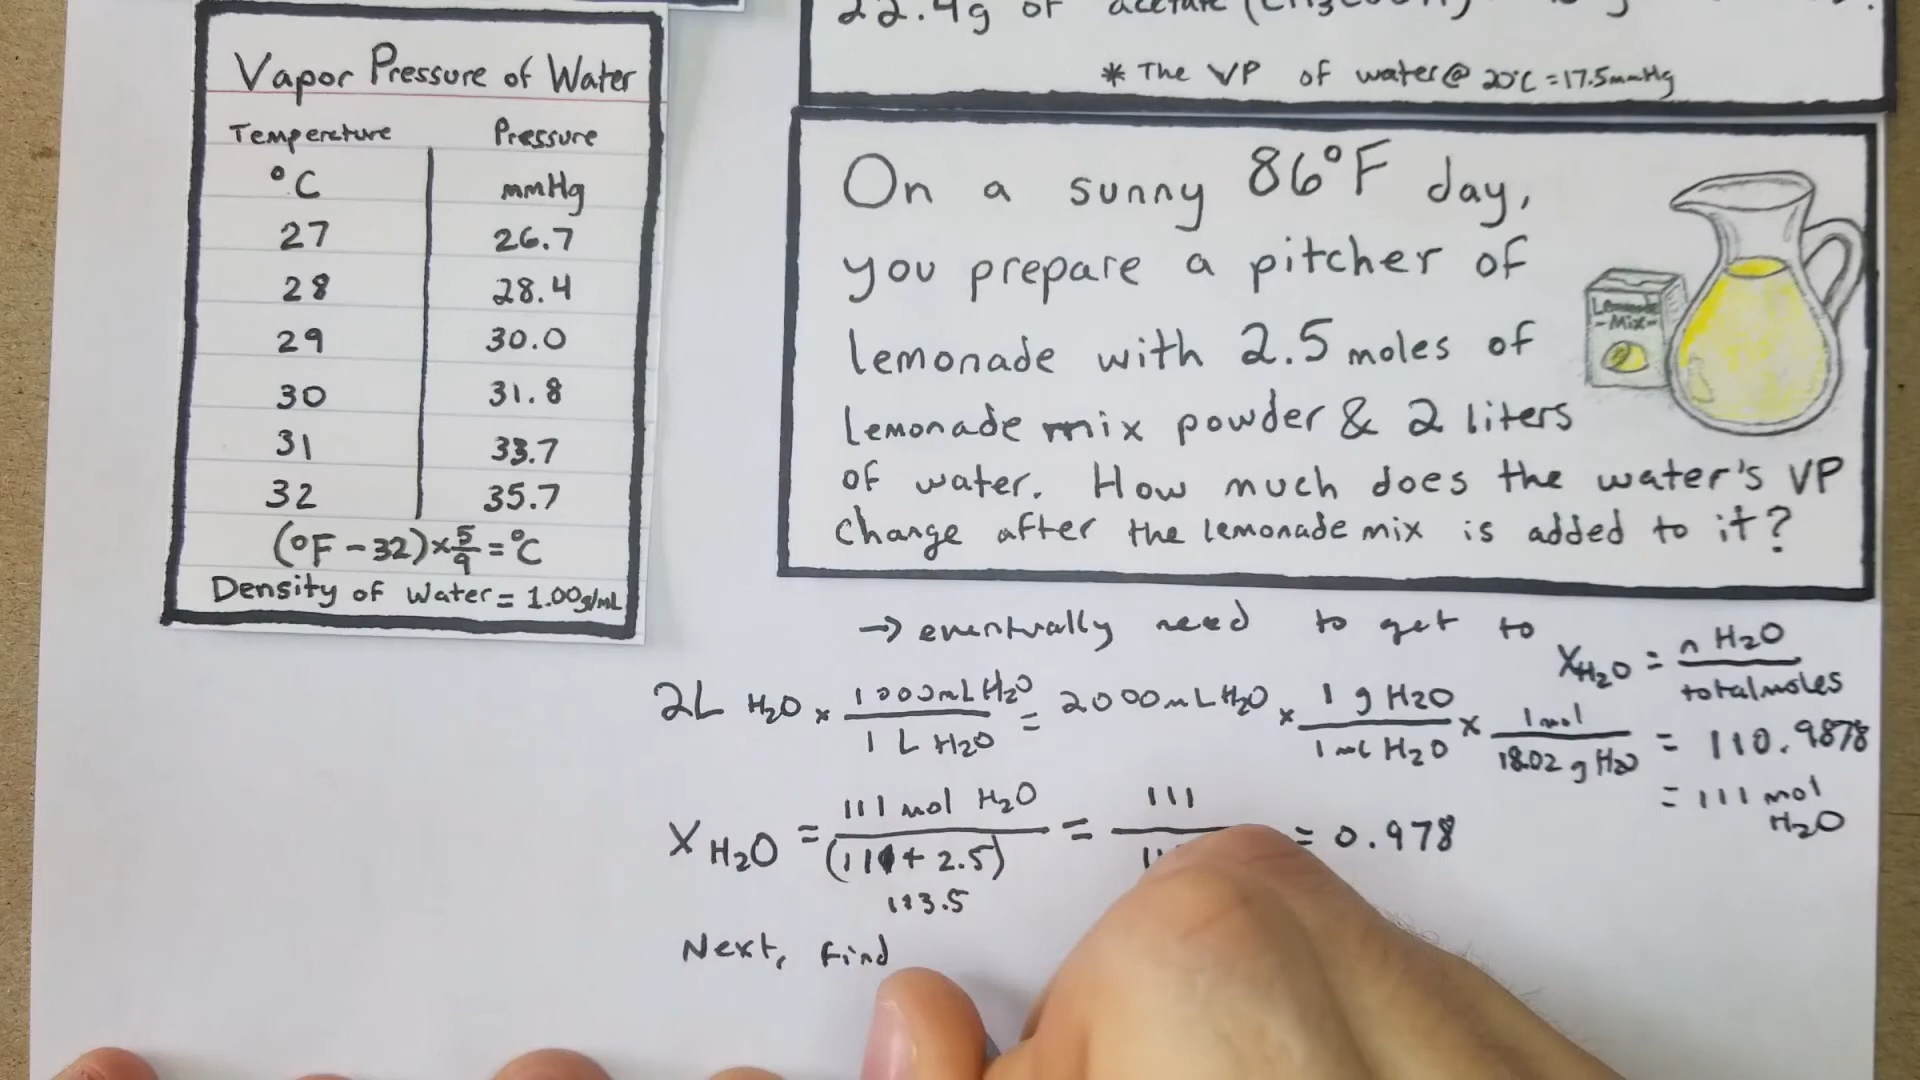 22.4g of
* The VP of water@ 20°C = 17.5mmHg
Vapor Pressure of Water
Temperature Pressure
°C mmHg
27 26.7
28 28.4
29 30.0
30 31.8
31 33.7
32 35.7
(°F - 32) × 5/9 = °C
Density of Water = 1.00g/mL
On a sunny 86°F day,
you prepare a pitcher of
lemonade with 2.5 moles of
lemonade mix powder & 2 liters
of water. How much does the water's VP
change after the lemonade mix is added to it?
Lemonade
-Mix-
→ eventually need to get to X H₂O = n H₂O / total moles
2L H₂O × 1000mL H₂O / 1 L H₂O = 2000mL H₂O × 1 g H₂O / 1 mL H₂O × 1 mol / 18.02 g H₂O = 110.9878
= 111 mol H₂O
X H₂O = 111 mol H₂O / (111 + 2.5) = 111 / = 0.978
113.5
Next, find